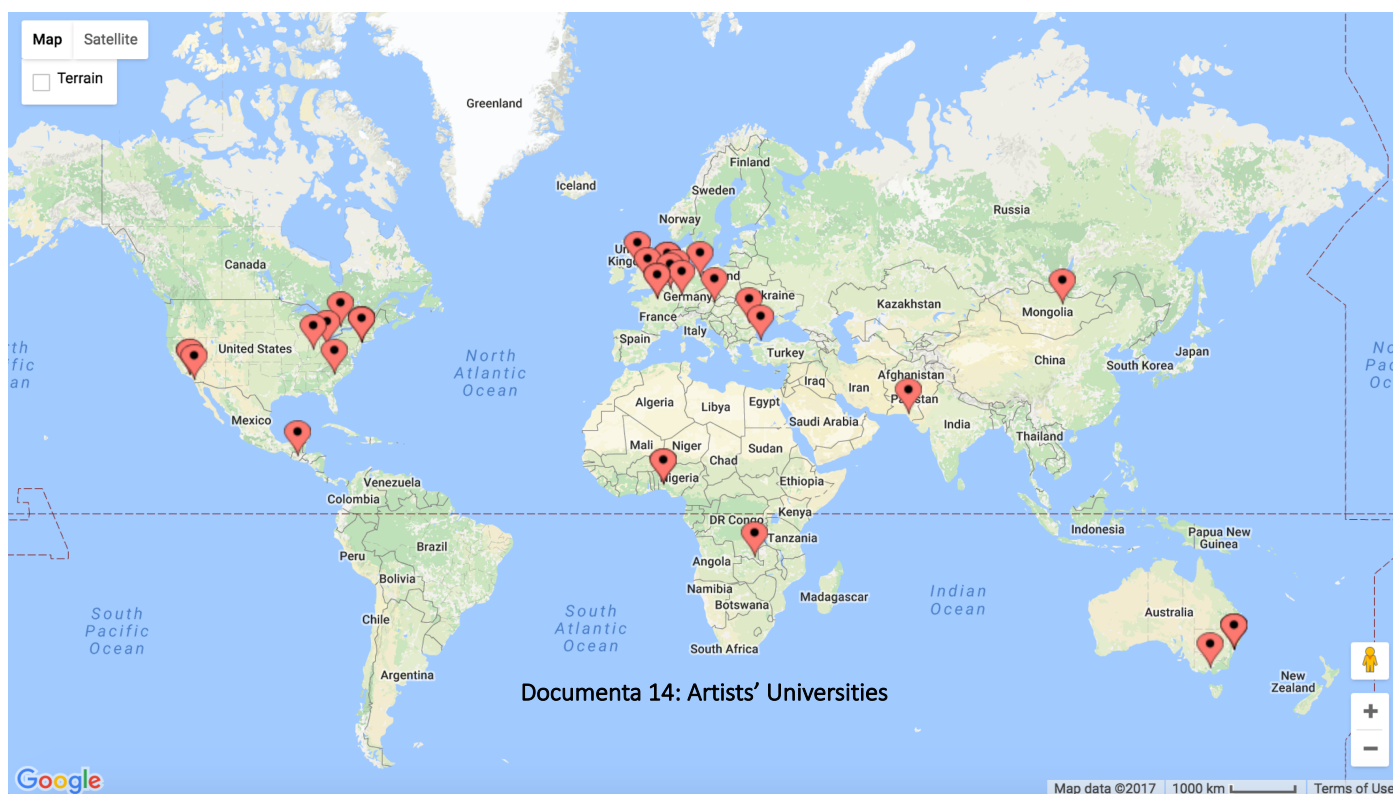 Map Satellite
Terrain
Greenland
Iceland
Finland
Sweden
Norway
Russia
Canada
Germany
Kazakhstan
Mongolia
France
Italy
Spain
Turkey
United States
North
Atlantic
Ocean
China
South Korea
Japan
Afghanistan
Iraq
Iran
Algeria
Libya
Egypt
Saudi Arabia
India
Mexico
Mali
Niger
Chad
Sudan
Thailand
Ethiopia
Venezuela
Colombia
DR Congo
Kenya
Tanzania
Indonesia
Papua New
Guinea
Brazil
Peru
Angola
Bolivia
Namibia
Botswana
Madagascar
Indian
Ocean
Australia
South
Pacific
Ocean
Chile
South
Atlantic
Ocean
South Africa
Argentina
New
Zealand
Documenta 14: Artists’ Universities
Google
Map data ©2017 1000 km Terms of Use